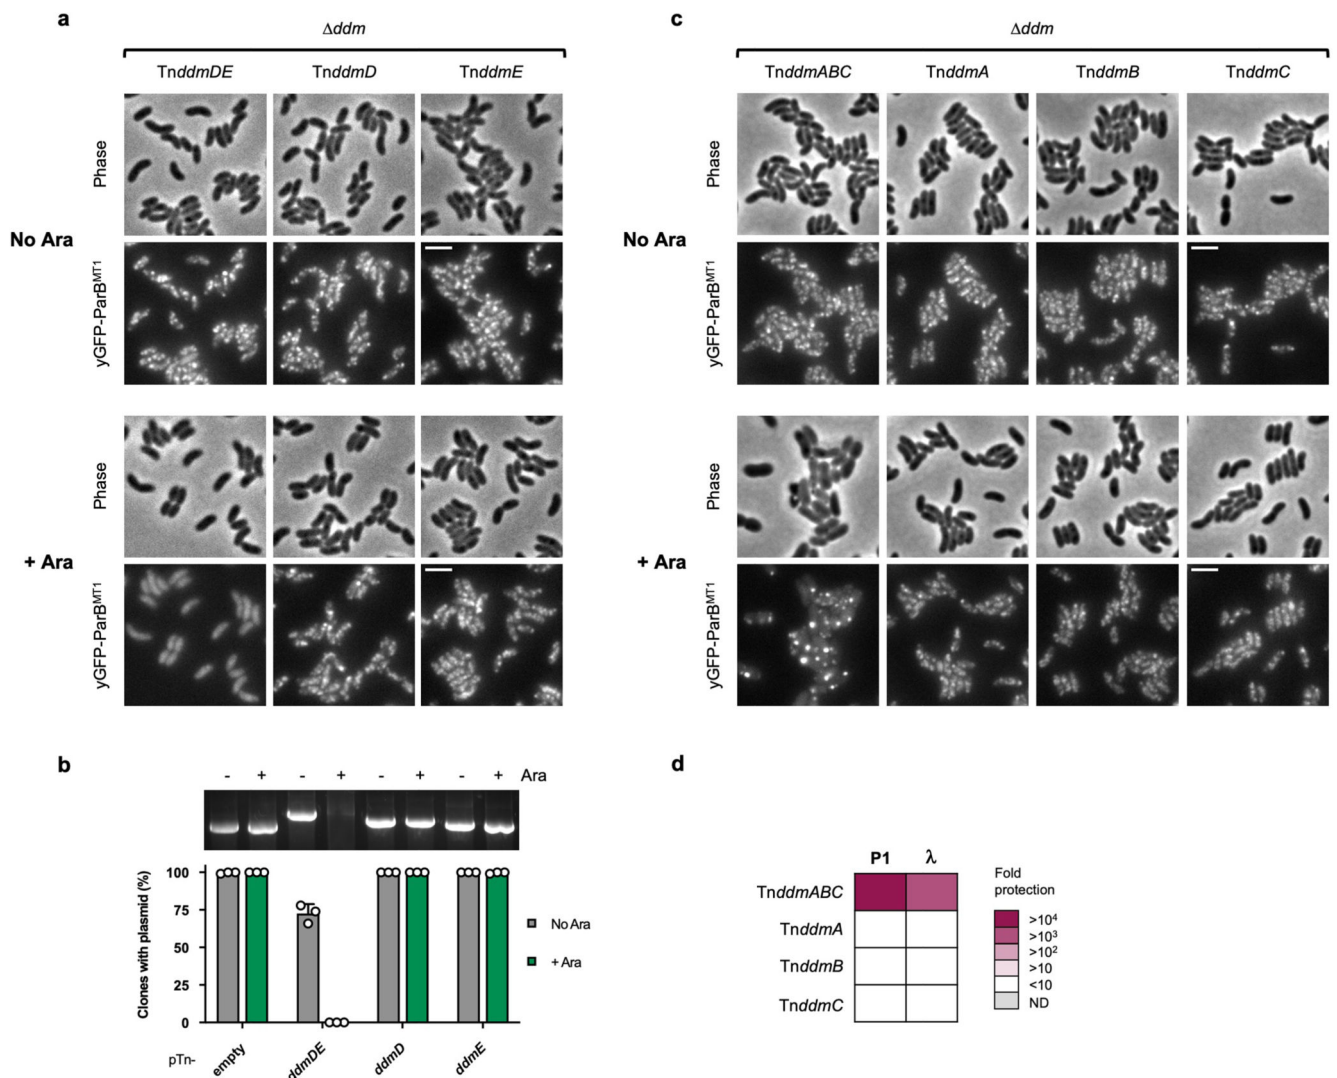 a
Δddm
TnddmDE TnddmD TnddmE
No Ara
Phase
yGFP-ParBMT1
+ Ara
Phase
yGFP-ParBMT1
c
Δddm
TnddmABC TnddmA TnddmB TnddmC
No Ara
Phase
yGFP-ParBMT1
+ Ara
Phase
yGFP-ParBMT1
b
- + - + - + - + Ara
Clones with plasmid (%)
100
75
50
25
0
No Ara
+ Ara
pTn- empty ddmDE ddmD ddmE
d
P1 λ
TnddmABC
TnddmA
TnddmB
TnddmC
Fold
protection
>10⁴
>10³
>10²
>10
<10
ND